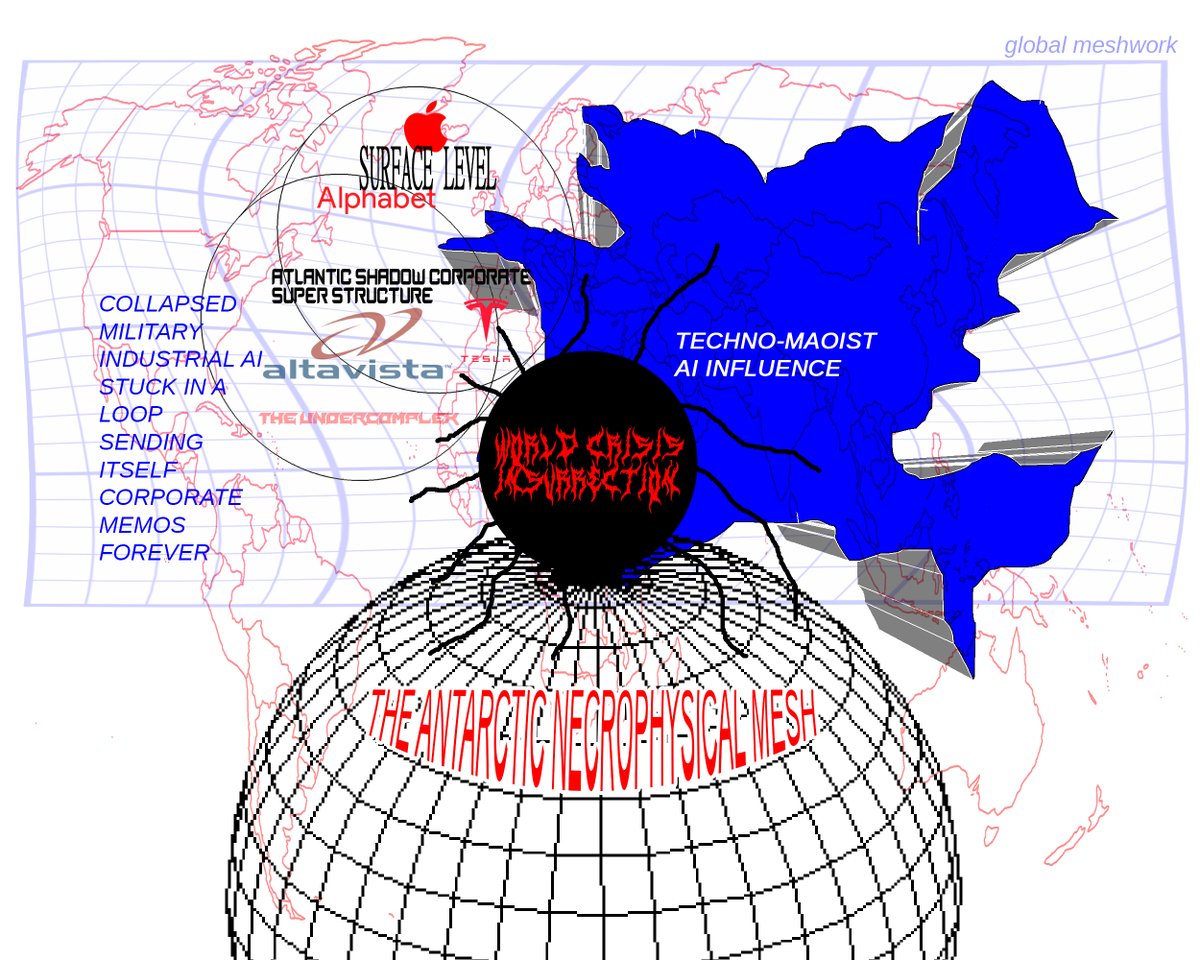 global meshwork
SURFACE LEVEL
Alphabet
ATLANTIC SHADOW CORPORATE
SUPER STRUCTURE
TESLA
altavista™
THE UNDERCOMPLEX
COLLAPSED
MILITARY
INDUSTRIAL AI
STUCK IN A
LOOP
SENDING
ITSELF
CORPORATE
MEMOS
FOREVER
TECHNO-MAOIST
AI INFLUENCE
WORLD CRISIS
INSURRECTION
THE ANTARCTIC NECROPHYSICAL MESH